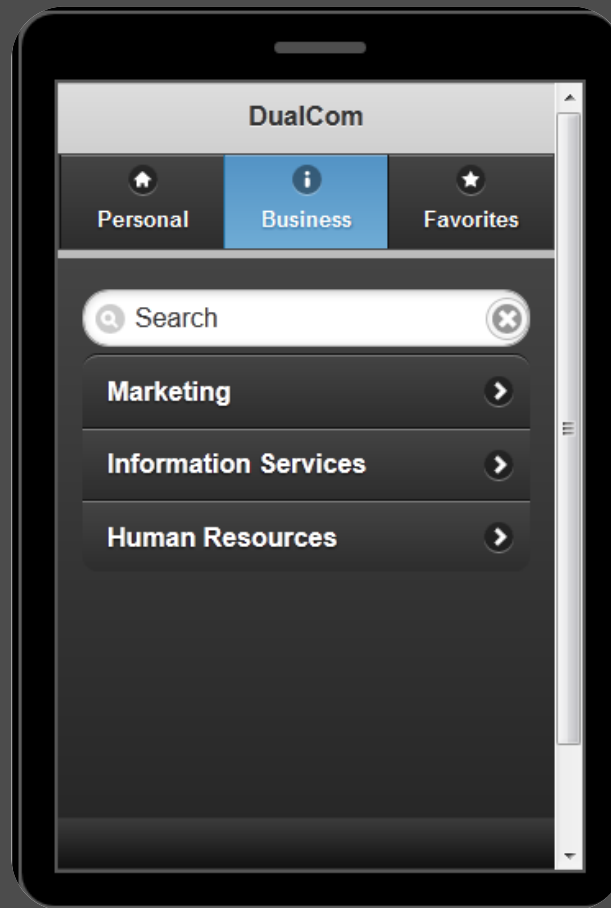 DualCom
Personal Business Favorites
Search
Marketing
Information Services
Human Resources